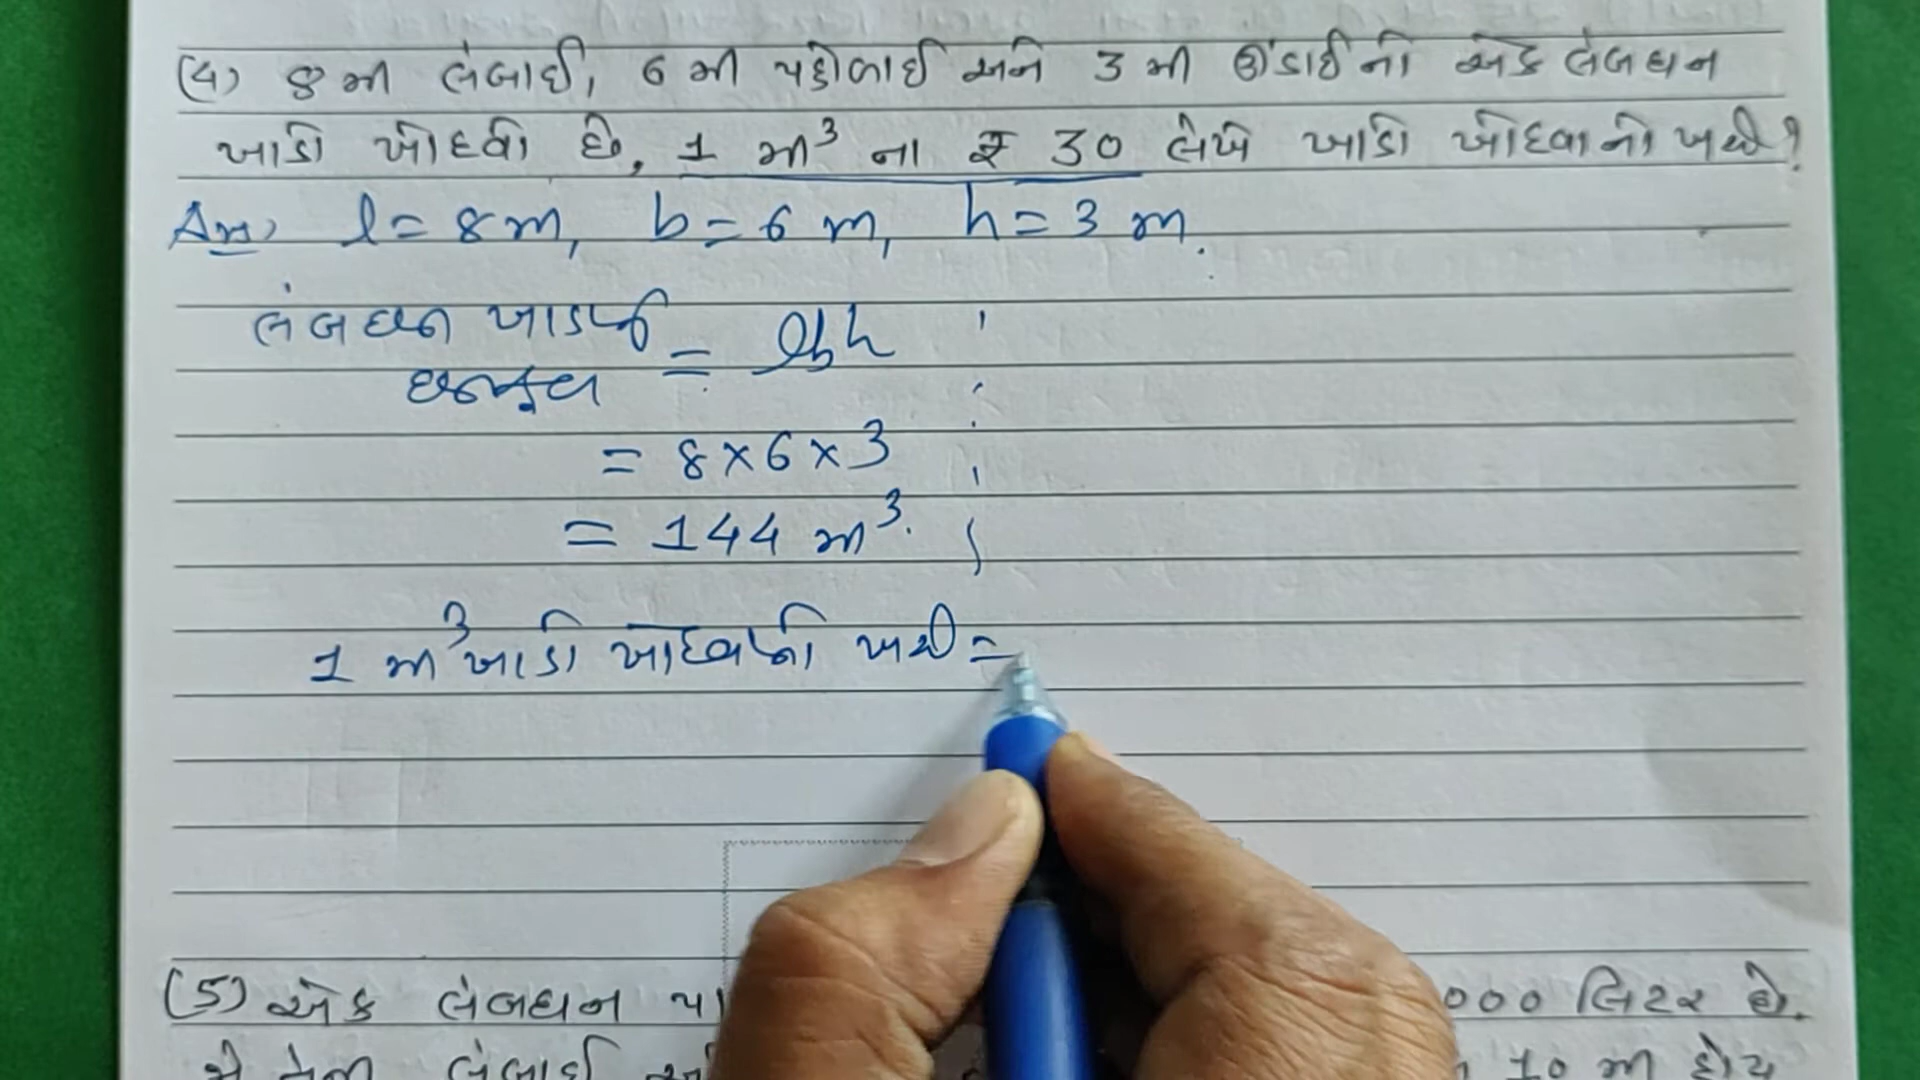 (4) 8 મી લંબાઈ, 6 મી પહોળાઈ અને 3 મી ઊંડાઈનો એક લંબઘન
ખાડો ખોદવો છે, 1 મી³ ના ₹ 30 લેખે ખાડો ખોદવાનો ખર્ચ ?
Ans› l = 8 m, b = 6 m, h = 3 m.
લંબઘન ખાડાનું
ઘનફળ = lbh
= 8 × 6 × 3
= 144 મી³.
1 મી³ ખાડો ખોદવાનો ખર્ચ =
(5) એક લંબઘન 000 લિટર છે.
જો તેની લંબાઈ 10 મી હોય